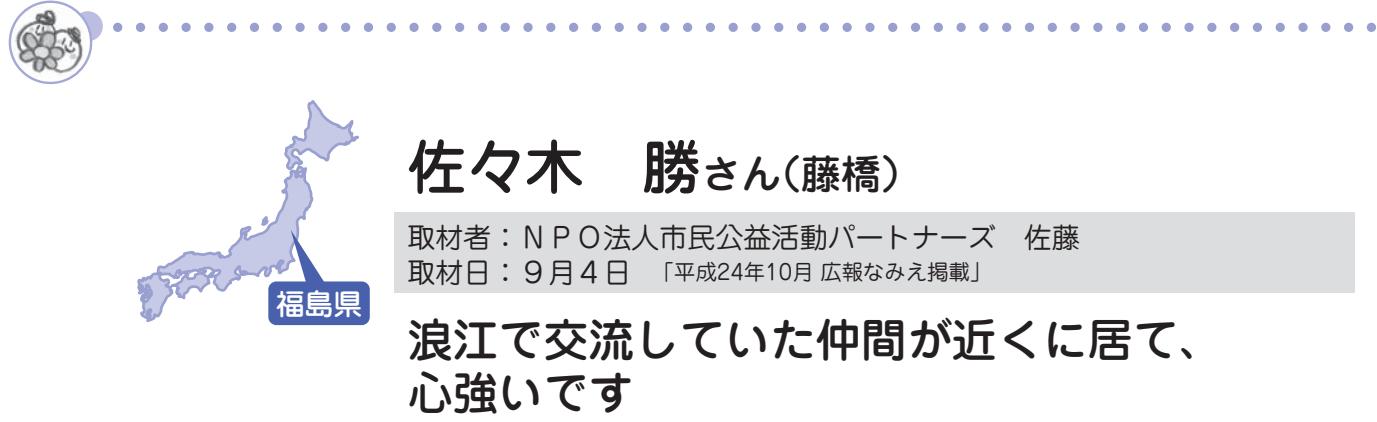 佐々木　勝さん(藤橋)
取材者：ＮＰＯ法人市民公益活動パートナーズ　佐藤
取材日：９月４日　「平成24年10月 広報なみえ掲載」
福島県
浪江で交流していた仲間が近くに居て、
心強いです